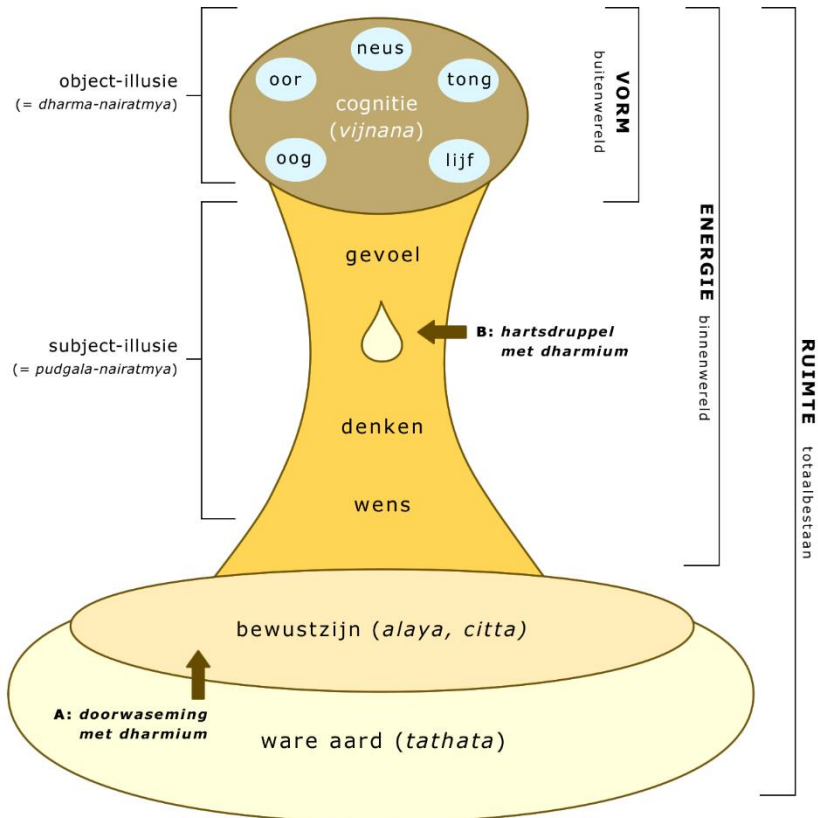 neus
oor
tong
cognitie
(vijnana)
oog
lijf
object-illusie
(= dharma-nairatmya)
VORM
buitenwereld
gevoel
B: hartsdruppel
met dharmium
subject-illusie
(= pudgala-nairatmya)
denken
wens
ENERGIE binnenwereld
RUIMTE totaalbestaan
bewustzijn (alaya, citta)
A: doorwaseming
met dharmium
ware aard (tathata)